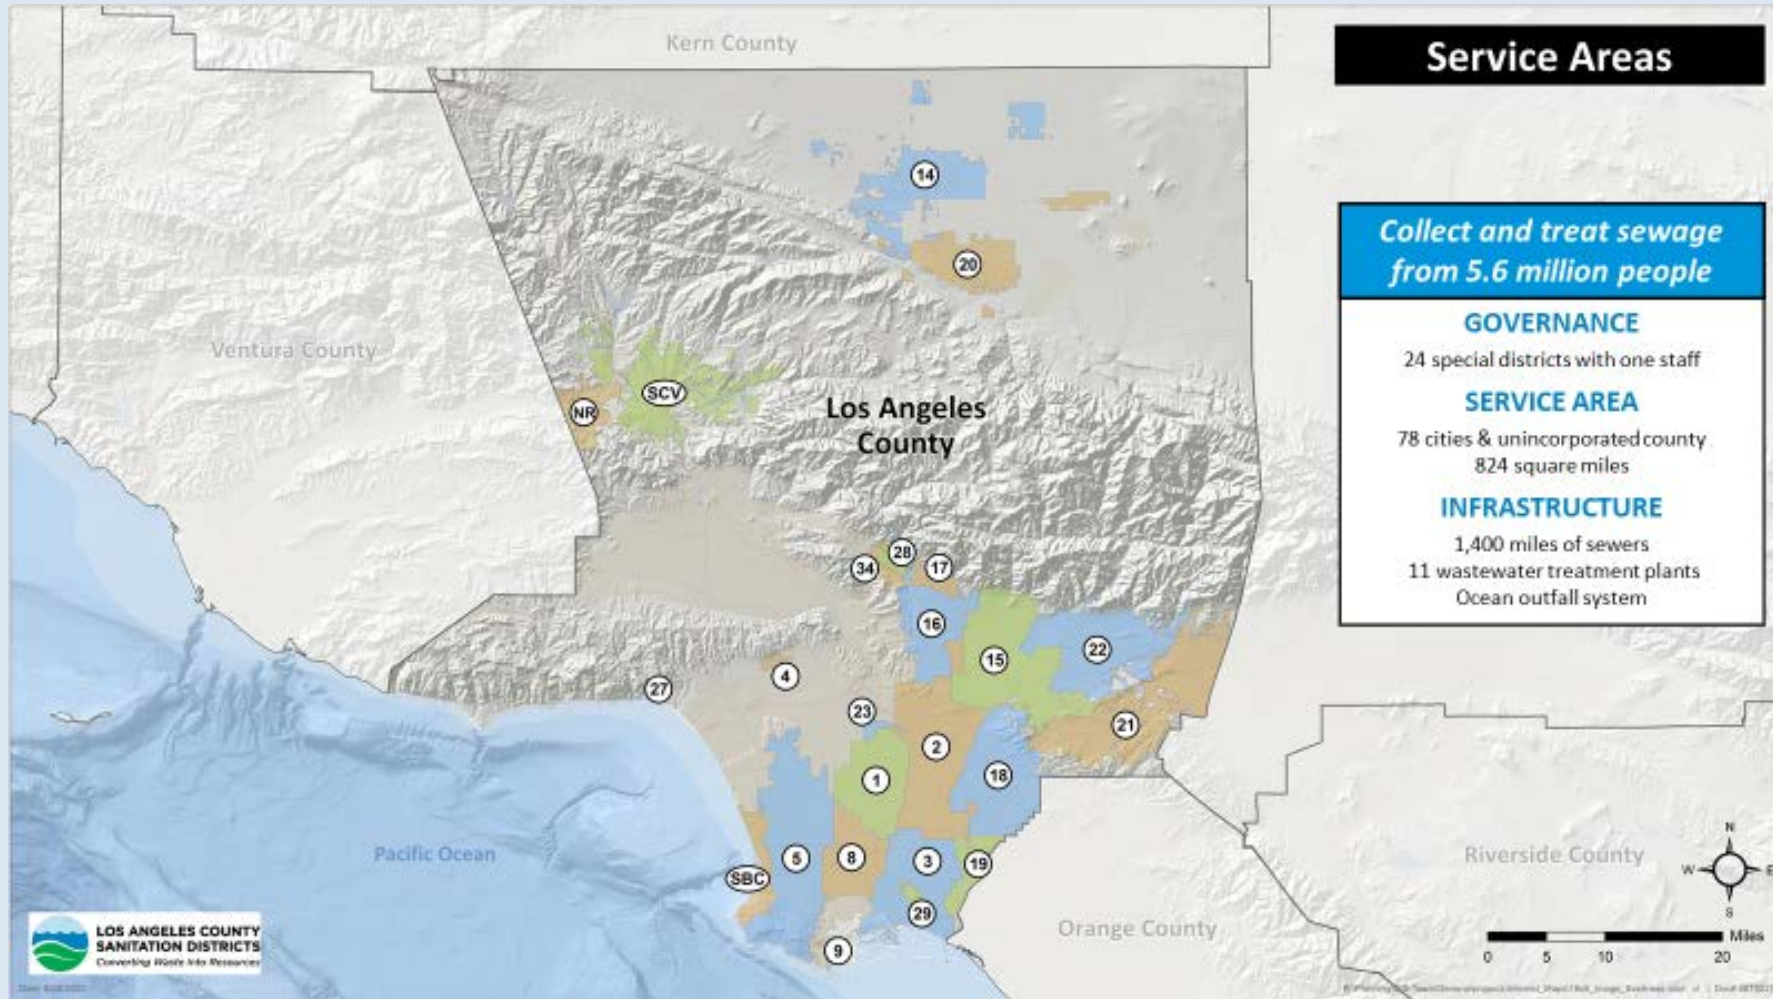 Service Areas
Kern County
Collect and treat sewage
from 5.6 million people
GOVERNANCE
24 special districts with one staff
SERVICE AREA
78 cities & unincorporated county
824 square miles
INFRASTRUCTURE
1,400 miles of sewers
11 wastewater treatment plants
Ocean outfall system
14
20
Ventura County
SCV
NR
Los Angeles
County
28
34
17
16
15
22
4
27
23
21
2
18
1
5
8
3
19
SBC
29
9
Pacific Ocean
Riverside County
Orange County
N
W
E
S
Miles
0
5
10
20
LOS ANGELES COUNTY
SANITATION DISTRICTS
Converting Waste Into Resources